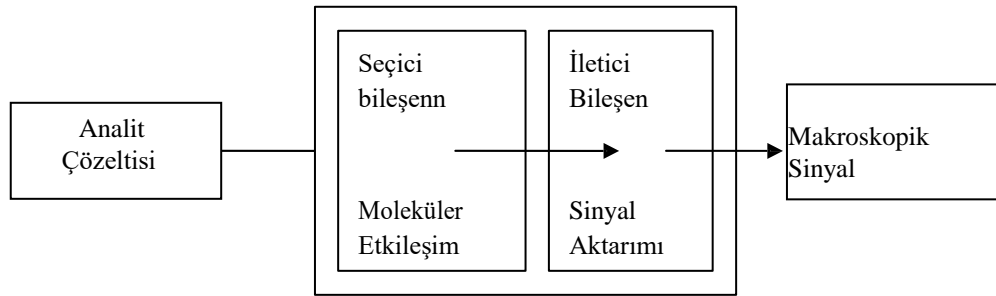 Analit
Çözeltisi
Seçici
bileşenn
Moleküler
Etkileşim
İletici
Bileşen
Sinyal
Aktarımı
Makroskopik
Sinyal